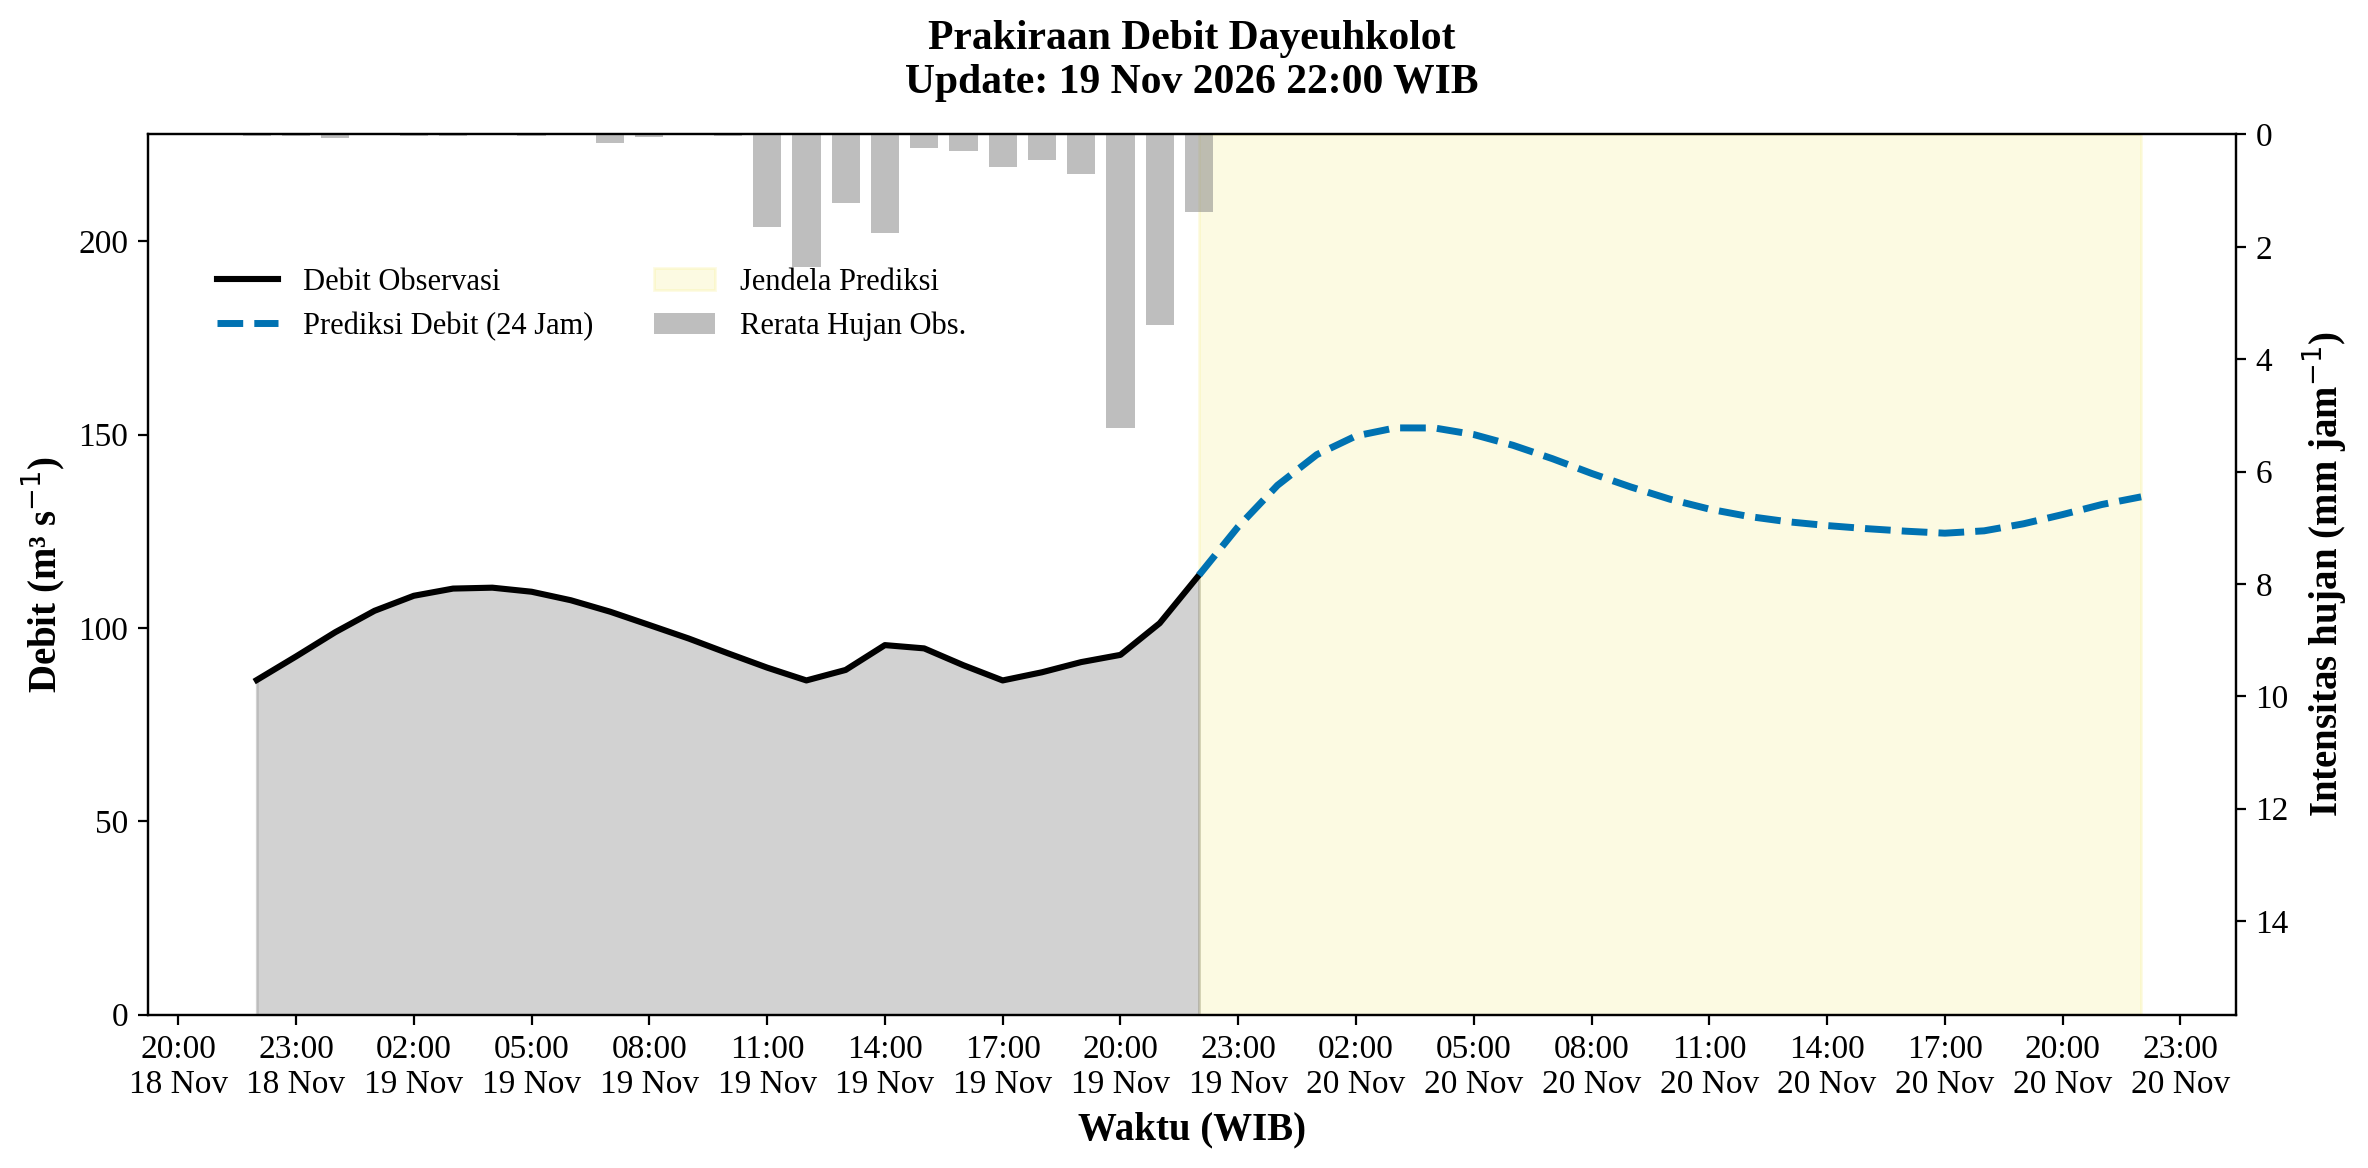 Prakiraan Debit Dayeuhkolot
Update: 19 Nov 2026 22:00 WIB
Debit Observasi
Prediksi Debit (24 Jam)
Jendela Prediksi
Rerata Hujan Obs.
Debit (m³ s⁻¹)
200
150
100
50
0
0
2
4
6
8
10
12
14
Intensitas hujan (mm jam⁻¹)
20:00 23:00 02:00 05:00 08:00 11:00 14:00 17:00 20:00 23:00 02:00 05:00 08:00 11:00 14:00 17:00 20:00 23:00
18 Nov 18 Nov 19 Nov 19 Nov 19 Nov 19 Nov 19 Nov 19 Nov 19 Nov 19 Nov 20 Nov 20 Nov 20 Nov 20 Nov 20 Nov 20 Nov 20 Nov 20 Nov
Waktu (WIB)